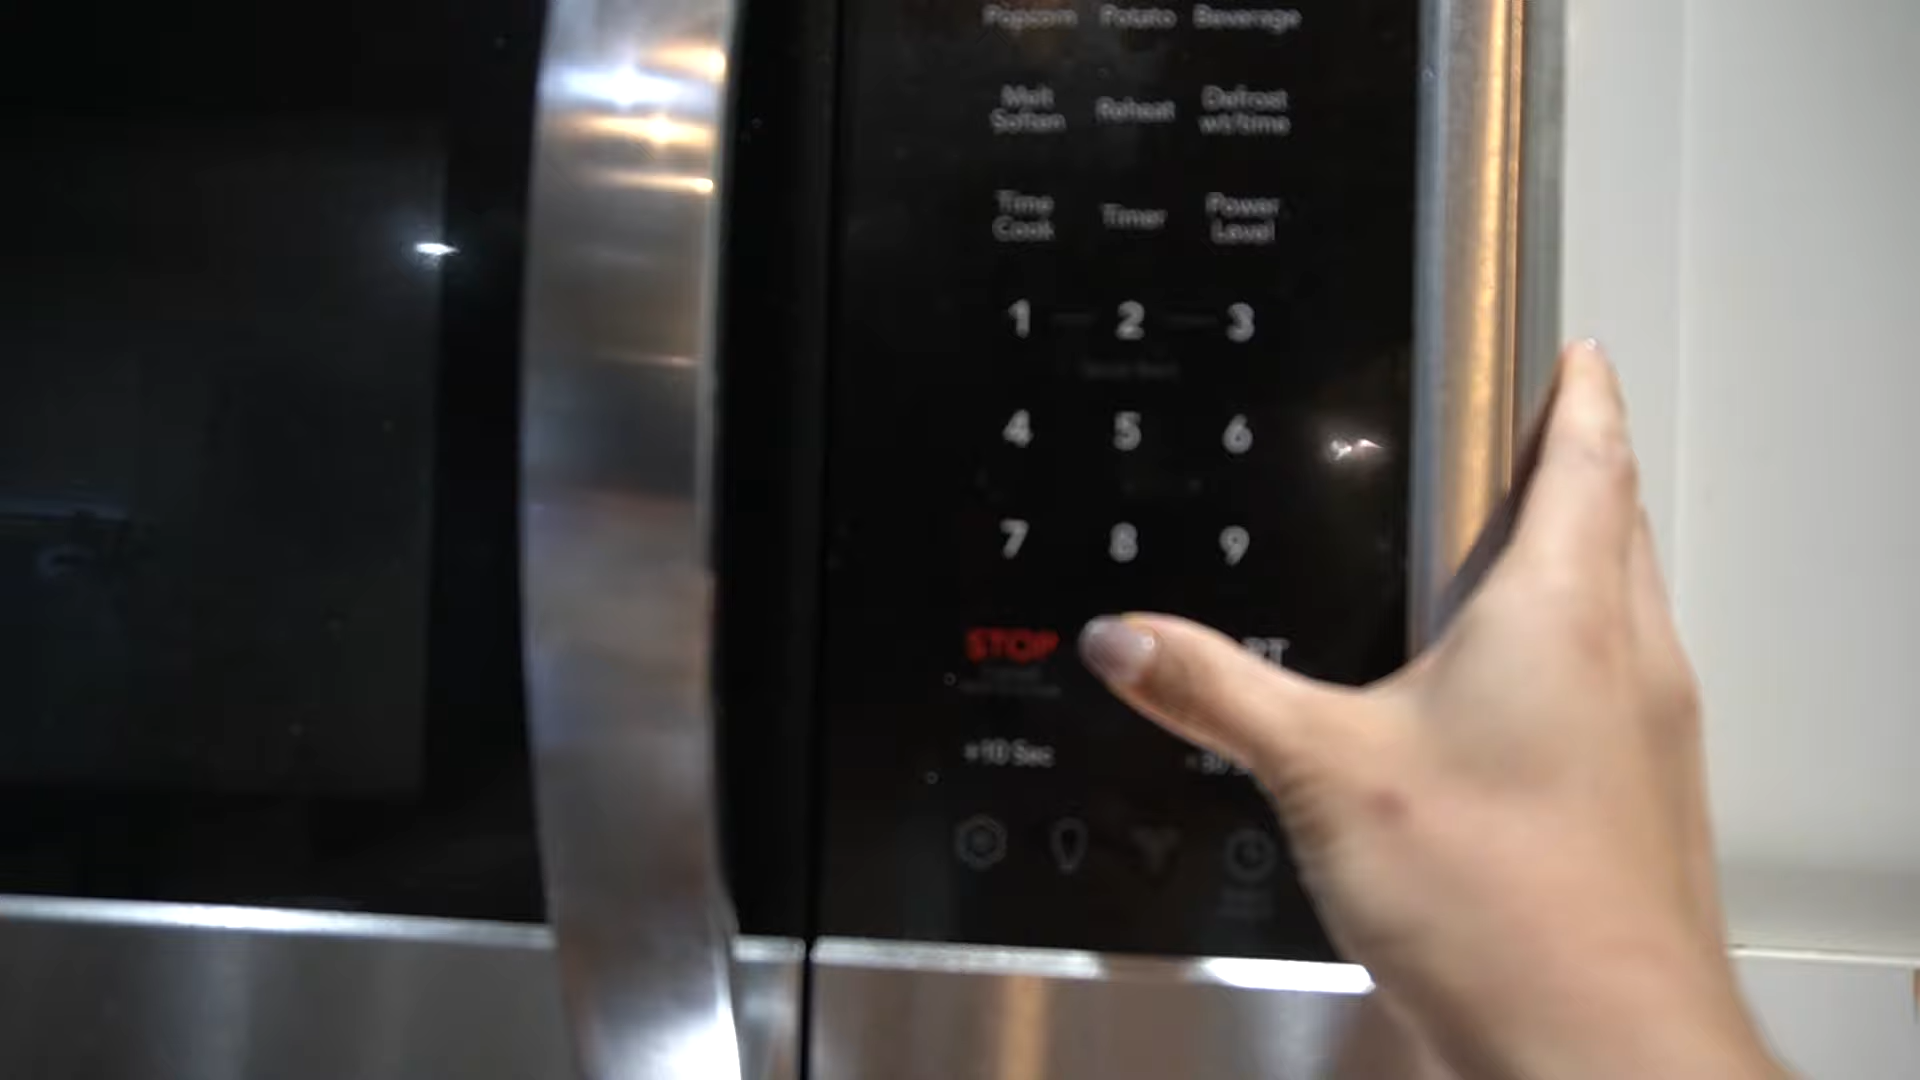 Popcorn Potato Beverage
Melt Reheat Defrost
Soften wt/time
Time Timer Power
Cook Level
1 2 3
4 5 6
7 8 9
STOP RT
+10 Sec